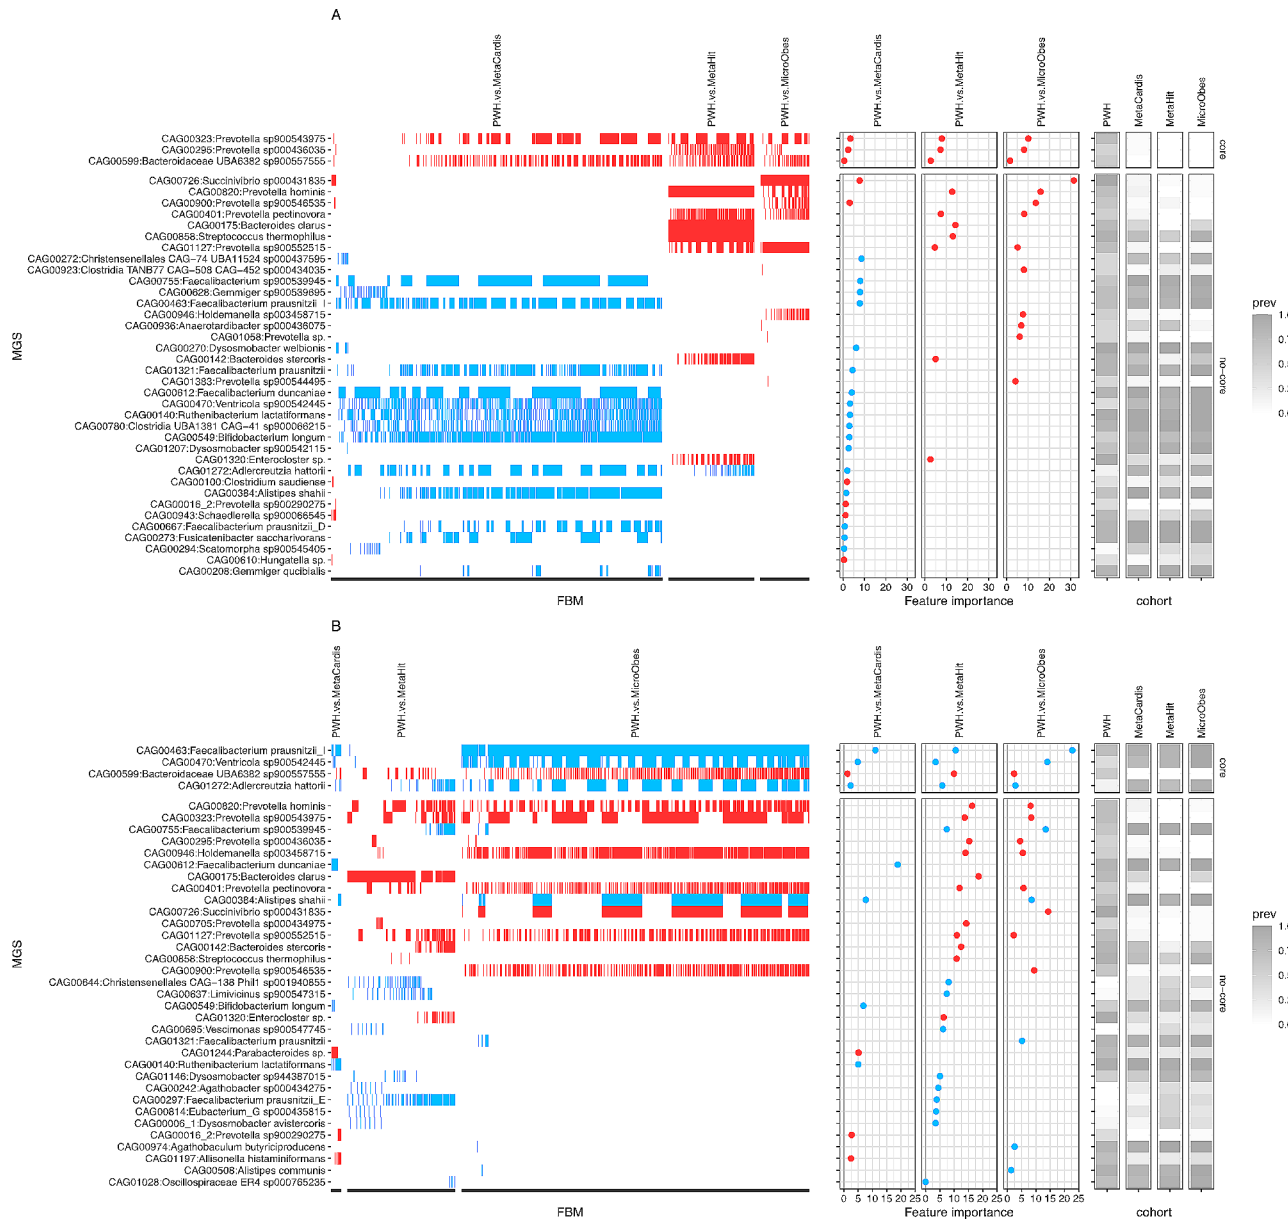 A
PWH.vs.MetaCardis
PWH.vs.MetaHit
PWH.vs.MicroObes
PWH.vs.MetaCardis
PWH.vs.MetaHit
PWH.vs.MicroObes
PWH
MetaCardis
MetaHit
MicroObes
CAG00323:Prevotella sp900543975
CAG00295:Prevotella sp900436035
CAG00599:Bacteroidaceae UBA6382 sp900557555
core
CAG00726:Succinivibrio sp000431835
CAG00820:Prevotella hominis
CAG00900:Prevotella sp900546535
CAG00401:Prevotella pectinovora
CAG00175:Bacteroides clarus
CAG00858:Streptococcus thermophilus
CAG01127:Prevotella sp900552515
CAG00272:Christensenellales CAG-74 UBA11524 sp000437595
CAG00923:Clostridia TANB77 CAG-508 CAG-452 sp000434035
CAG00755:Faecalibacterium sp900539945
CAG00628:Gemmiger sp900539695
CAG00463:Faecalibacterium prausnitzii_I
CAG00946:Holdemanella sp003458715
CAG00936:Anaerotardibacter sp000436075
CAG01058:Prevotella sp.
CAG00270:Dysosmobacter welbionis
CAG00142:Bacteroides stercoris
CAG01321:Faecalibacterium prausnitzii
CAG01383:Prevotella sp900544495
CAG00612:Faecalibacterium duncaniae
CAG00470:Ventricola sp900542445
CAG00140:Ruthenibacterium lactatiformans
CAG00780:Clostridia UBA1381 CAG-41 sp900066215
CAG00549:Bifidobacterium longum
CAG01207:Dysosmobacter sp900542115
CAG01320:Enterocloster sp.
CAG01272:Adlercreutzia hattorii
CAG00100:Clostridium saudiense
CAG00384:Alistipes shahii
CAG00016_2:Prevotella sp900290275
CAG00943:Schaedlerella sp900066545
CAG00667:Faecalibacterium prausnitzii_D
CAG00273:Fusicatenibacter saccharivorans
CAG00294:Scatomorpha sp900545405
CAG00610:Hungatella sp.
CAG00208:Gemmiger qucibialis
MGS
no-core
prev
0 10 20 30 0 5 10 15 20 25 30 0 5 10 15 20 25 30
FBM
Feature importance
cohort
B
PWH.vs.MetaCardis
PWH.vs.MetaHit
PWH.vs.MicroObes
PWH.vs.MetaCardis
PWH.vs.MetaHit
PWH.vs.MicroObes
PWH
MetaCardis
MetaHit
MicroObes
CAG00463:Faecalibacterium prausnitzii_I
CAG00470:Ventricola sp900542445
CAG00599:Bacteroidaceae UBA6382 sp900557555
CAG01272:Adlercreutzia hattorii
core
CAG00820:Prevotella hominis
CAG00323:Prevotella sp900543975
CAG00755:Faecalibacterium sp900539945
CAG00295:Prevotella sp900436035
CAG00946:Holdemanella sp003458715
CAG00612:Faecalibacterium duncaniae
CAG00175:Bacteroides clarus
CAG00401:Prevotella pectinovora
CAG00384:Alistipes shahii
CAG00726:Succinivibrio sp000431835
CAG00705:Prevotella sp000434975
CAG01127:Prevotella sp900552515
CAG00142:Bacteroides stercoris
CAG00858:Streptococcus thermophilus
CAG00900:Prevotella sp900546535
CAG00844:Christensenellales CAG-138 Phil1 sp001940855
CAG00637:Limivicinus sp900547315
CAG00549:Bifidobacterium longum
CAG01320:Enterocloster sp.
CAG00695:Vescimonas sp900547745
CAG01321:Faecalibacterium prausnitzii
CAG01244:Parabacteroides sp.
CAG00140:Ruthenibacterium lactatiformans
CAG01146:Dysosmobacter sp944387015
CAG00242:Agathobacter sp000434275
CAG00297:Faecalibacterium prausnitzii_E
CAG00814:Eubacterium_G sp000435815
CAG00006_1:Dysosmobacter avistercoris
CAG00016_2:Prevotella sp900290275
CAG00974:Agathobaculum butyriciproducens
CAG01197:Allisonella histaminiformans
CAG00508:Alistipes communis
CAG01028:Oscillospiraceae ER4 sp000765235
MGS
no-core
prev
0 5 10 15 20 25 0 5 10 15 20 25 0 5 10 15 20 25
FBM
Feature importance
cohort